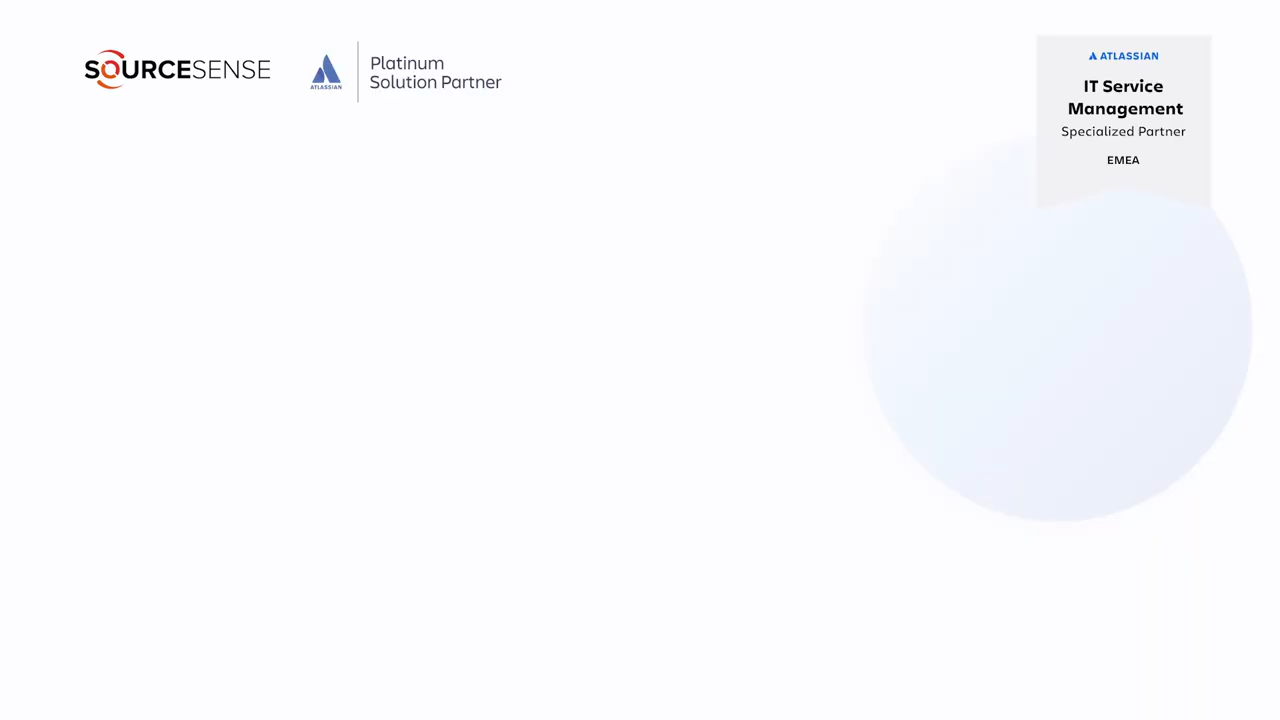 SOURCESENSE
ATLASSIAN
Platinum
Solution Partner
ATLASSIAN
IT Service
Management
Specialized Partner
EMEA